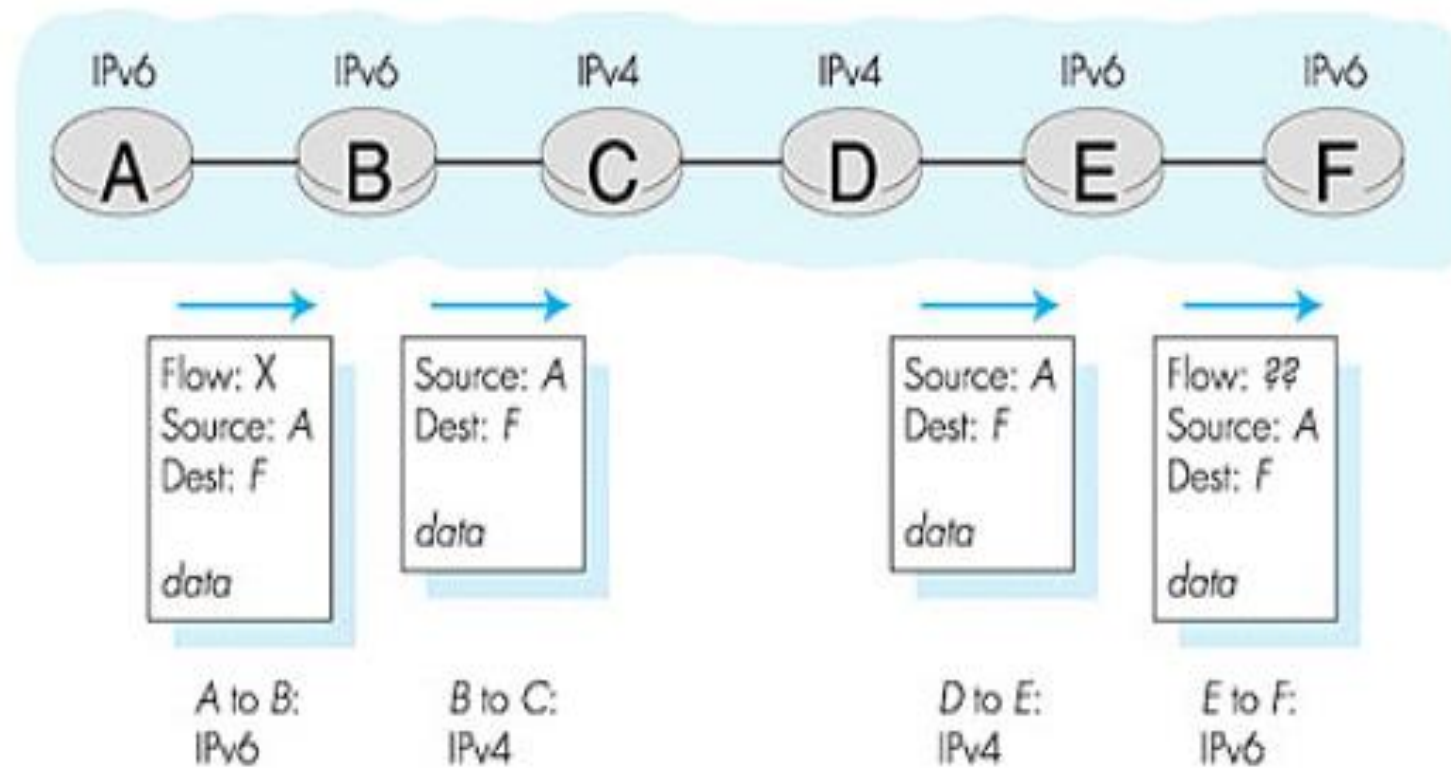 IPv6 IPv6 IPv4 IPv4 IPv6 IPv6
A B C D E F
Flow: X
Source: A
Dest: F
data
Source: A
Dest: F
data
Source: A
Dest: F
data
Flow: ??
Source: A
Dest: F
data
A to B:
IPv6
B to C:
IPv4
D to E:
IPv4
E to F:
IPv6